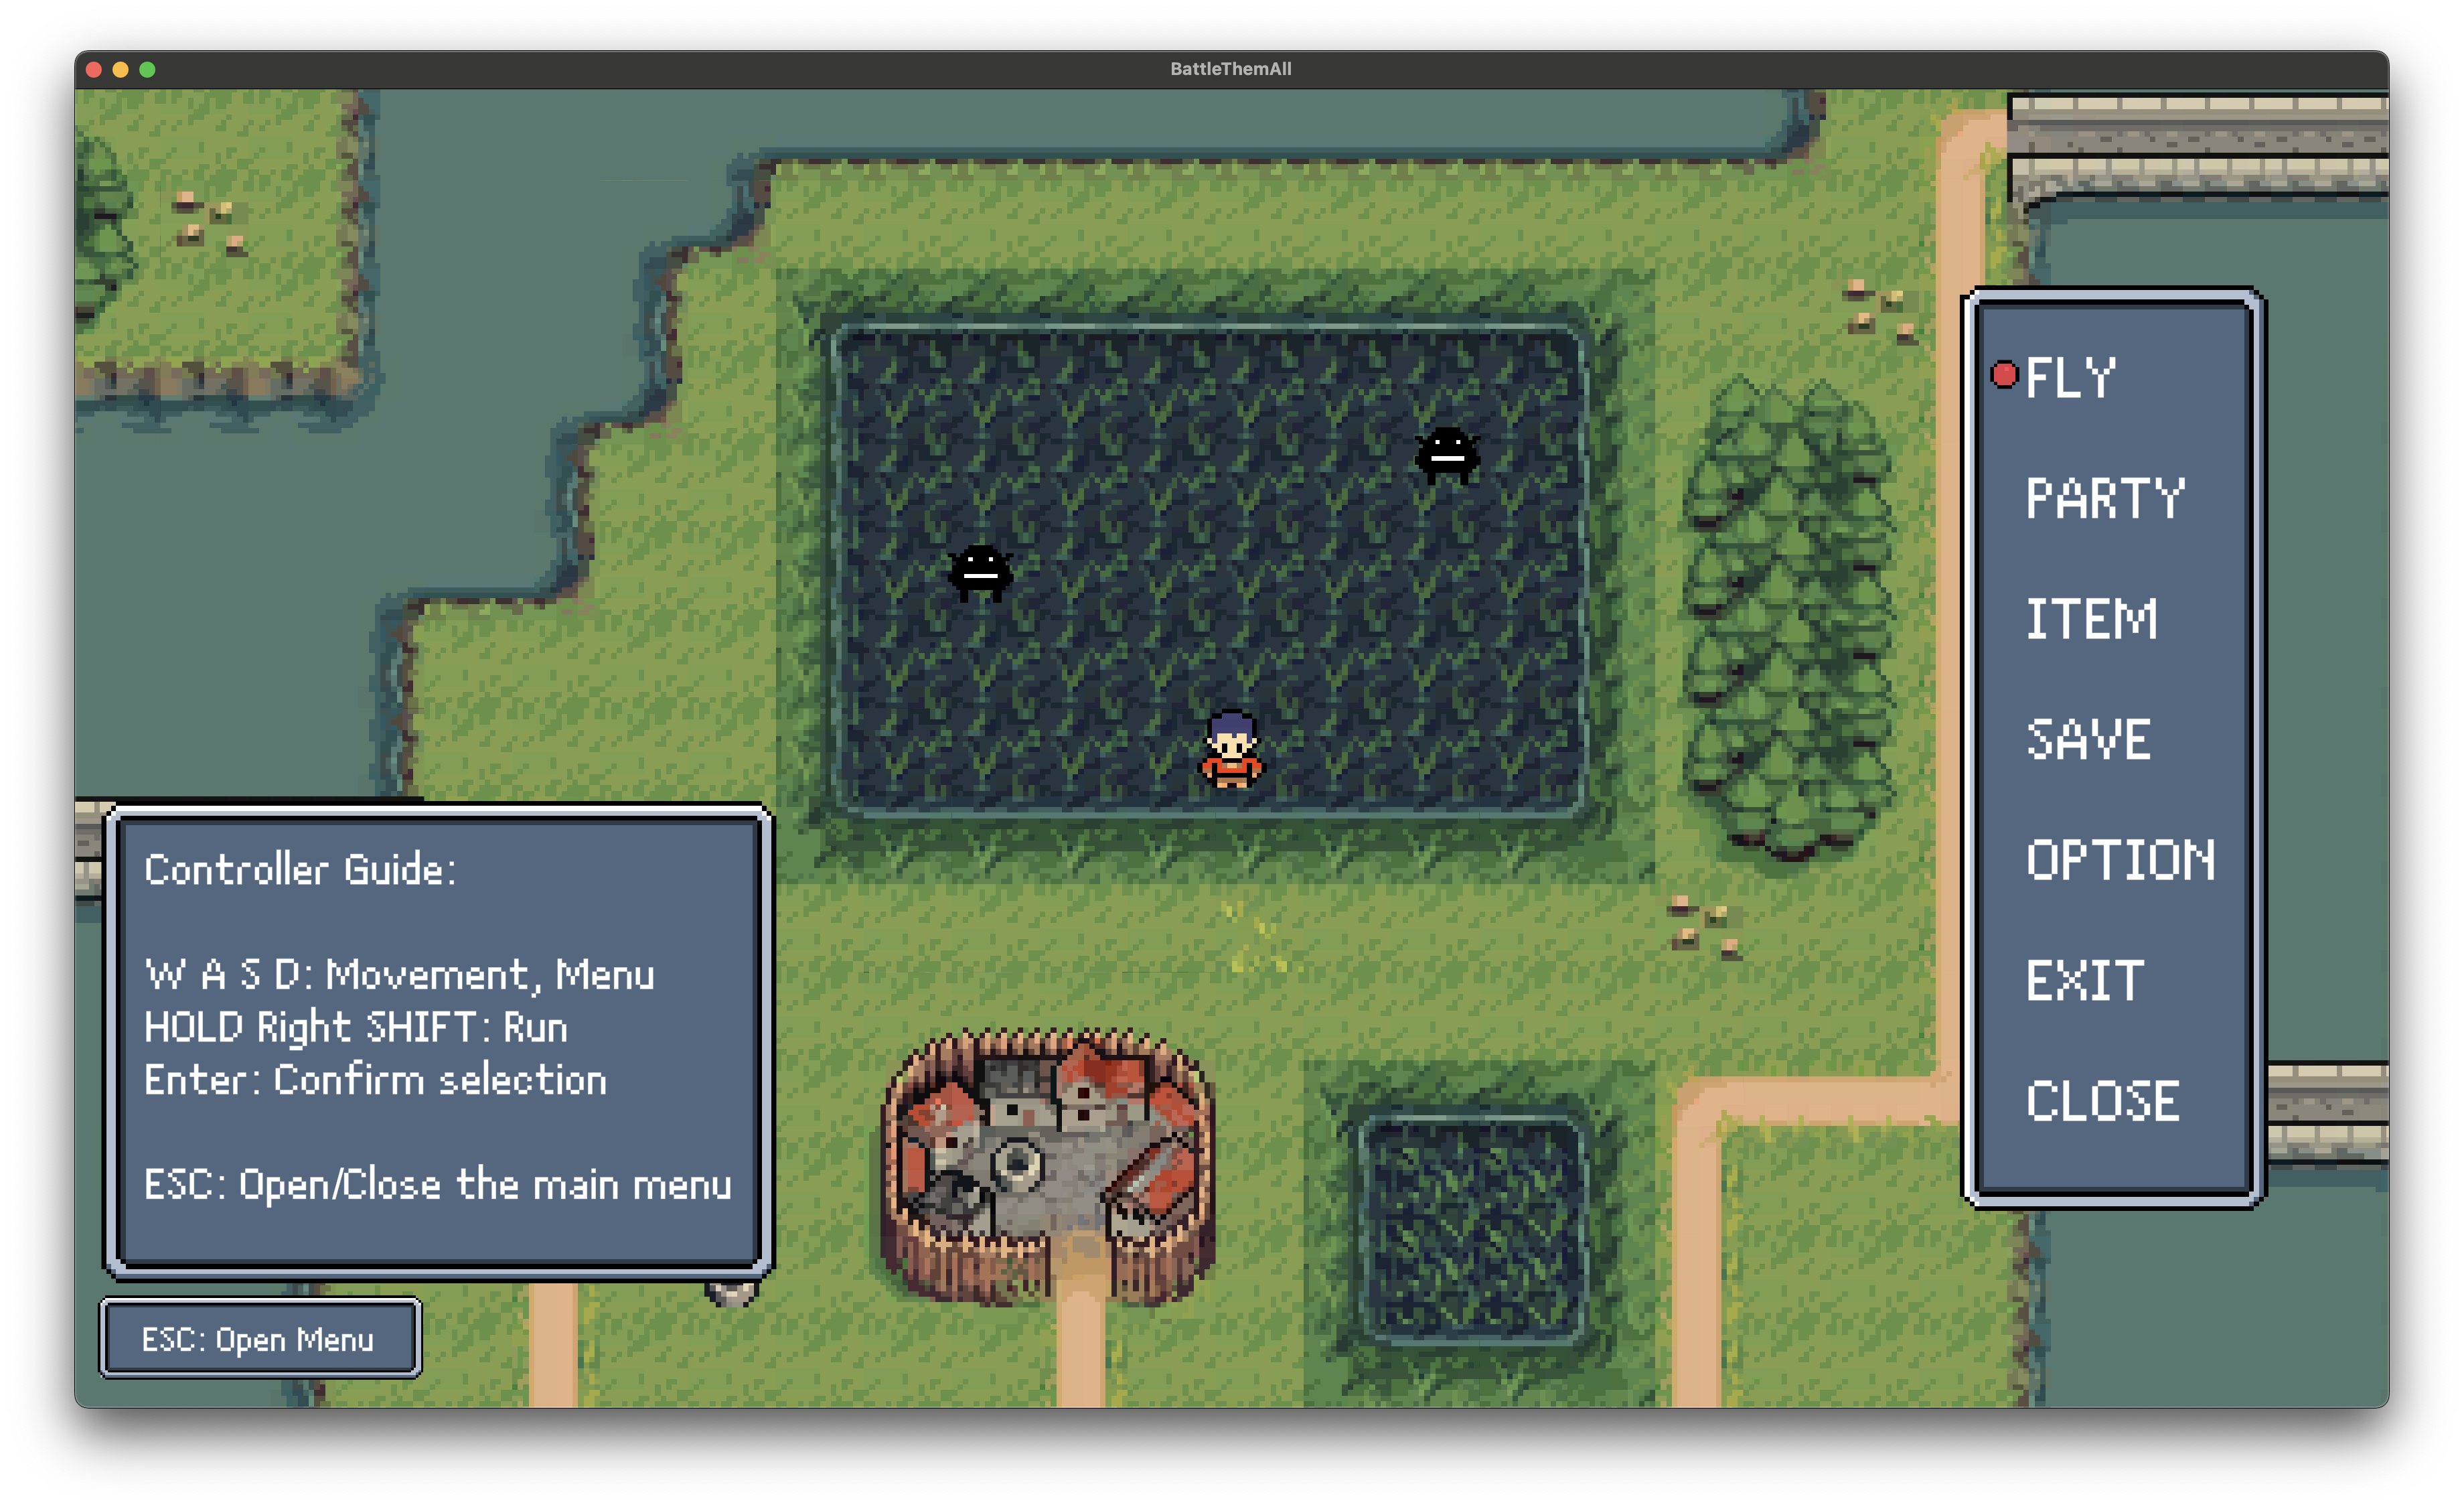 BattleThemAll
FLY
PARTY
ITEM
SAVE
OPTION
EXIT
CLOSE
Controller Guide:
W A S D: Movement, Menu
HOLD Right SHIFT: Run
Enter: Confirm selection
ESC: Open/Close the main menu
ESC: Open Menu